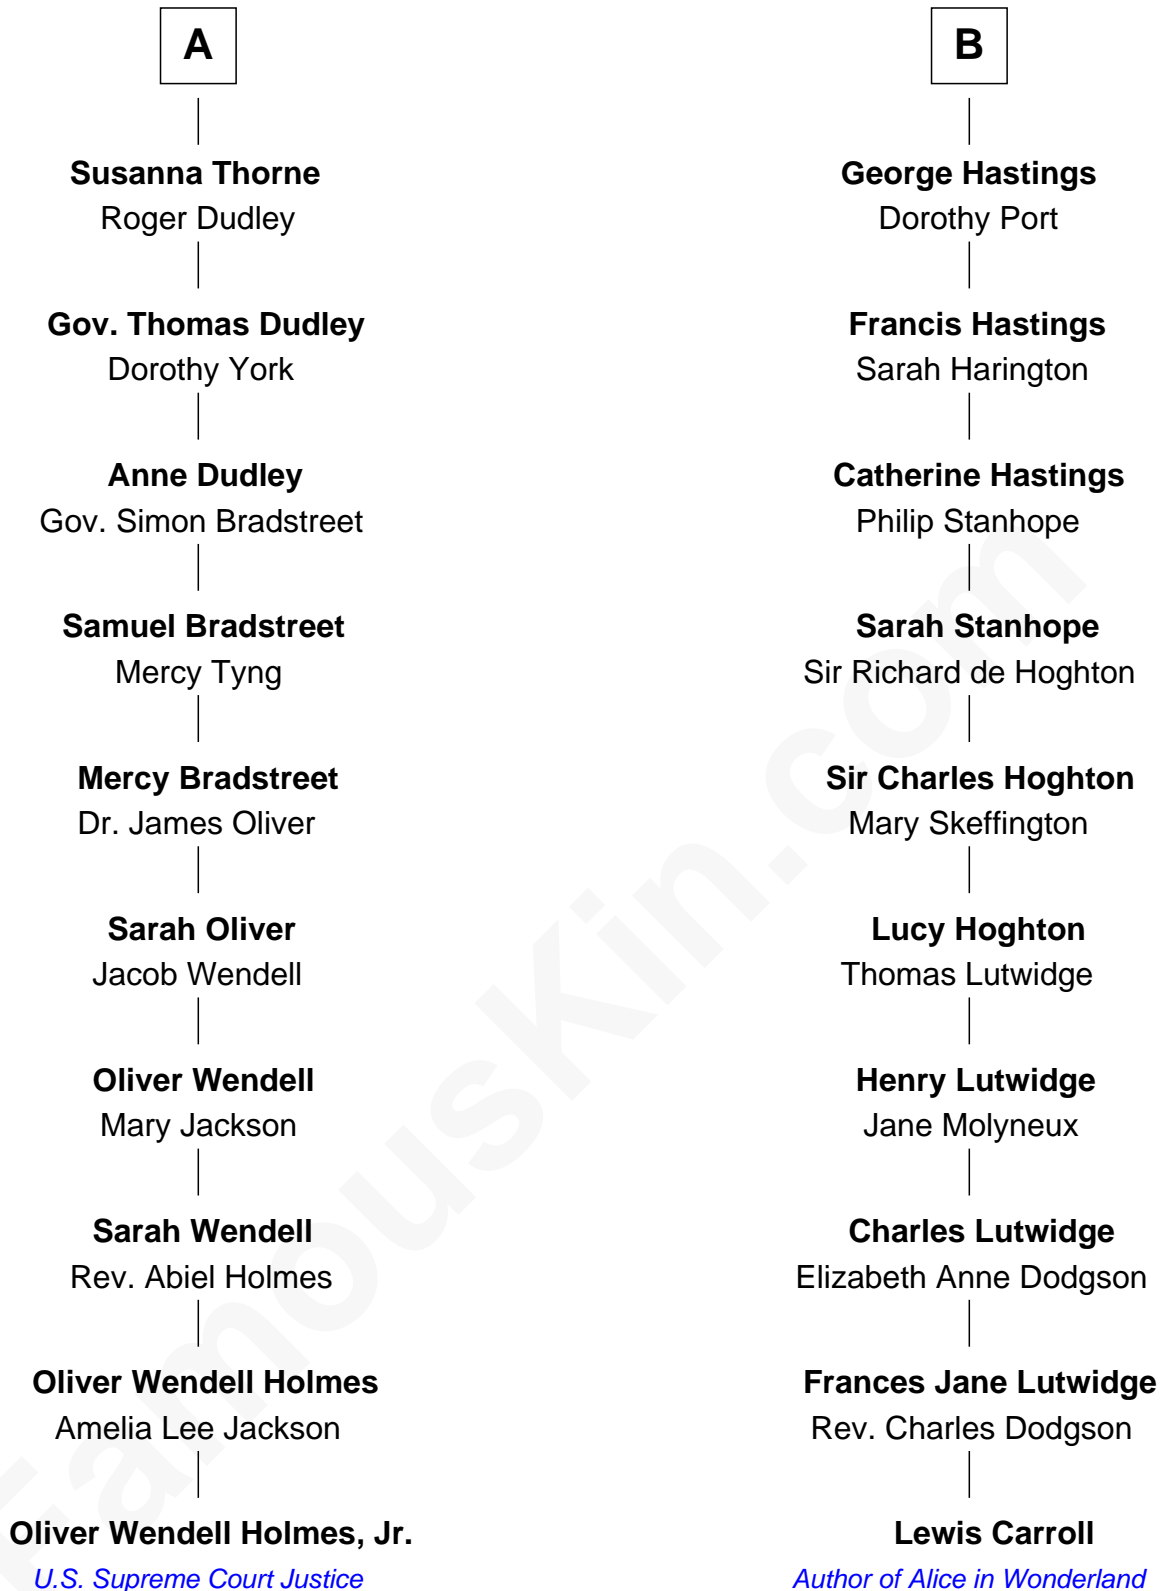 A
Susanna Thorne
Roger Dudley
Gov. Thomas Dudley
Dorothy York
Anne Dudley
Gov. Simon Bradstreet
Samuel Bradstreet
Mercy Tyng
Mercy Bradstreet
Dr. James Oliver
Sarah Oliver
Jacob Wendell
Oliver Wendell
Mary Jackson
Sarah Wendell
Rev. Abiel Holmes
Oliver Wendell Holmes
Amelia Lee Jackson
Oliver Wendell Holmes, Jr.
U.S. Supreme Court Justice
B
George Hastings
Dorothy Port
Francis Hastings
Sarah Harington
Catherine Hastings
Philip Stanhope
Sarah Stanhope
Sir Richard de Hoghton
Sir Charles Hoghton
Mary Skeffington
Lucy Hoghton
Thomas Lutwidge
Henry Lutwidge
Jane Molyneux
Charles Lutwidge
Elizabeth Anne Dodgson
Frances Jane Lutwidge
Rev. Charles Dodgson
Lewis Carroll
Author of Alice in Wonderland
FamousKin.com